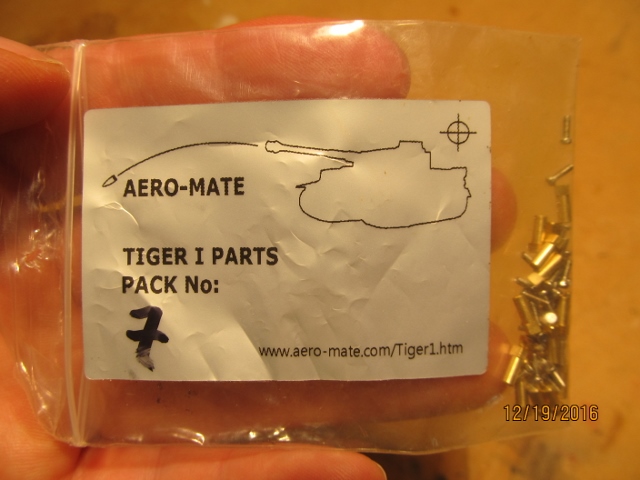 AERO-MATE
TIGER I PARTS
PACK No:
7
www.aero-mate.com/Tiger1.htm
12/19/2016